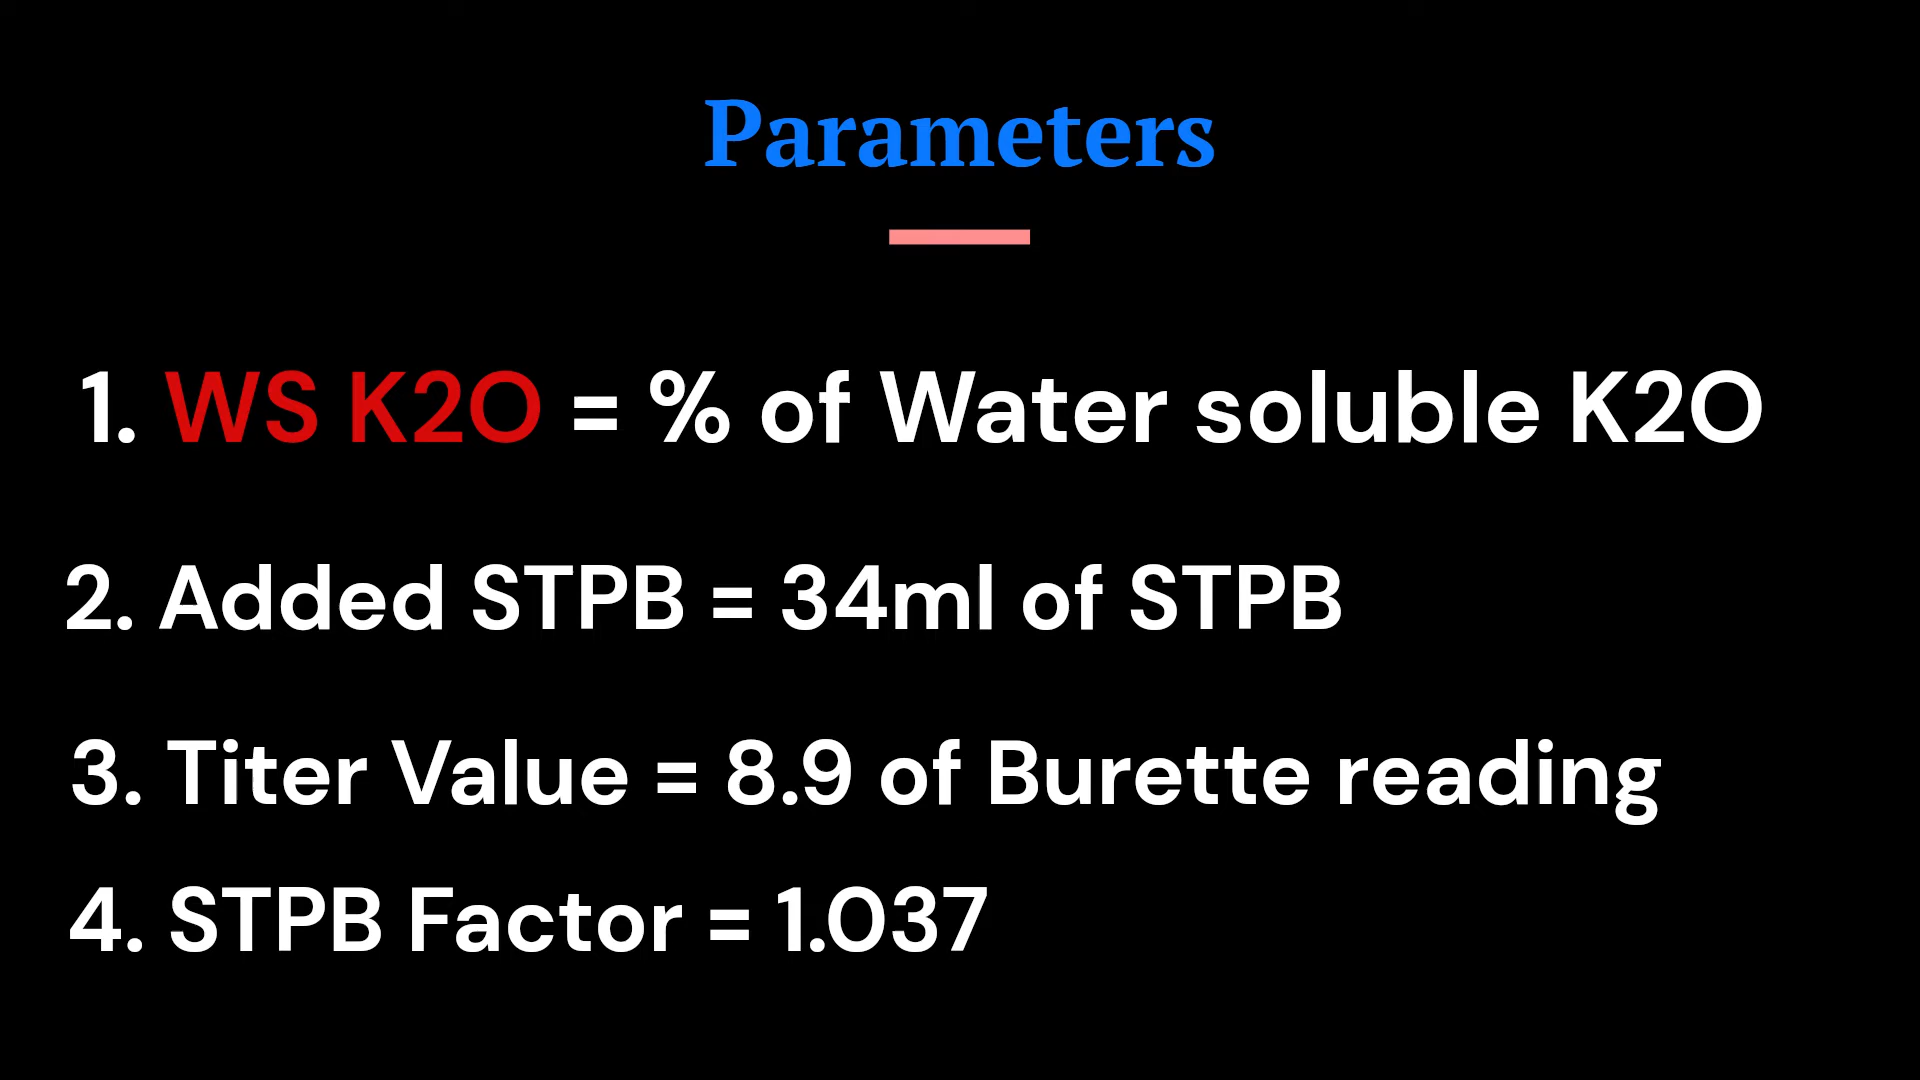 Parameters
1. WS K2O = % of Water soluble K2O
2. Added STPB = 34ml of STPB
3. Titer Value = 8.9 of Burette reading
4. STPB Factor = 1.037